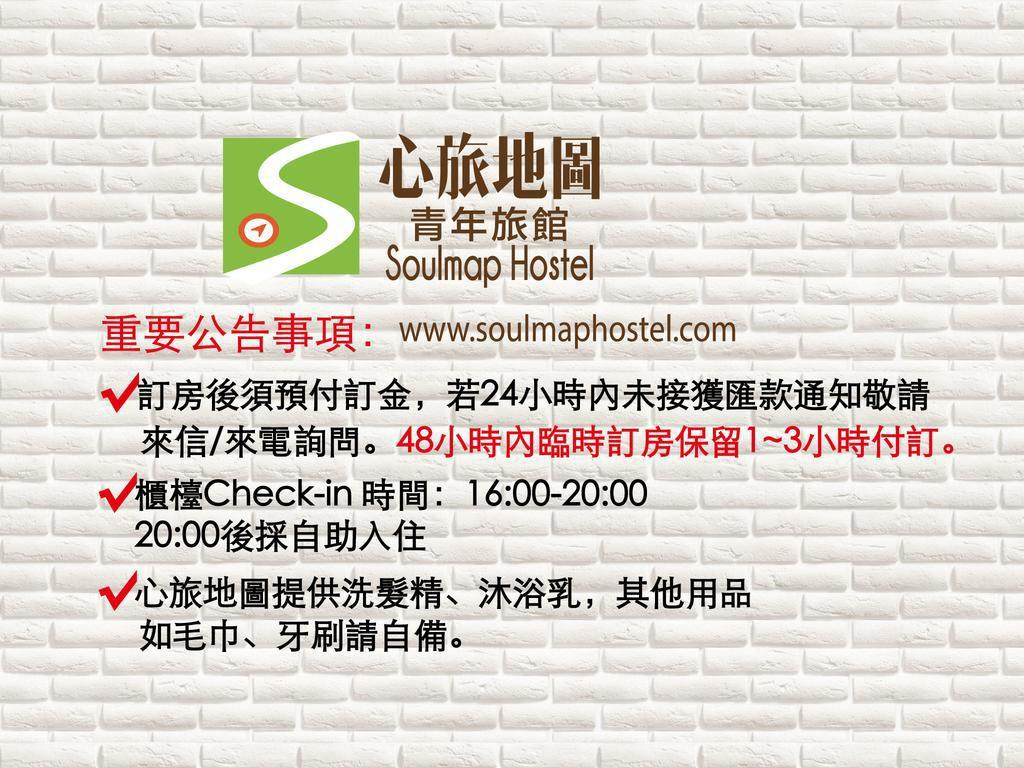 心旅地圖
青年旅館
Soulmap Hostel
重要公告事項：www.soulmaphostel.com
訂房後須預付訂金，若24小時內未接獲匯款通知敬請
來信/來電詢問。48小時內臨時訂房保留1~3小時付訂。
櫃檯Check-in 時間：16:00-20:00
20:00後採自助入住
心旅地圖提供洗髮精、沐浴乳，其他用品
如毛巾、牙刷請自備。